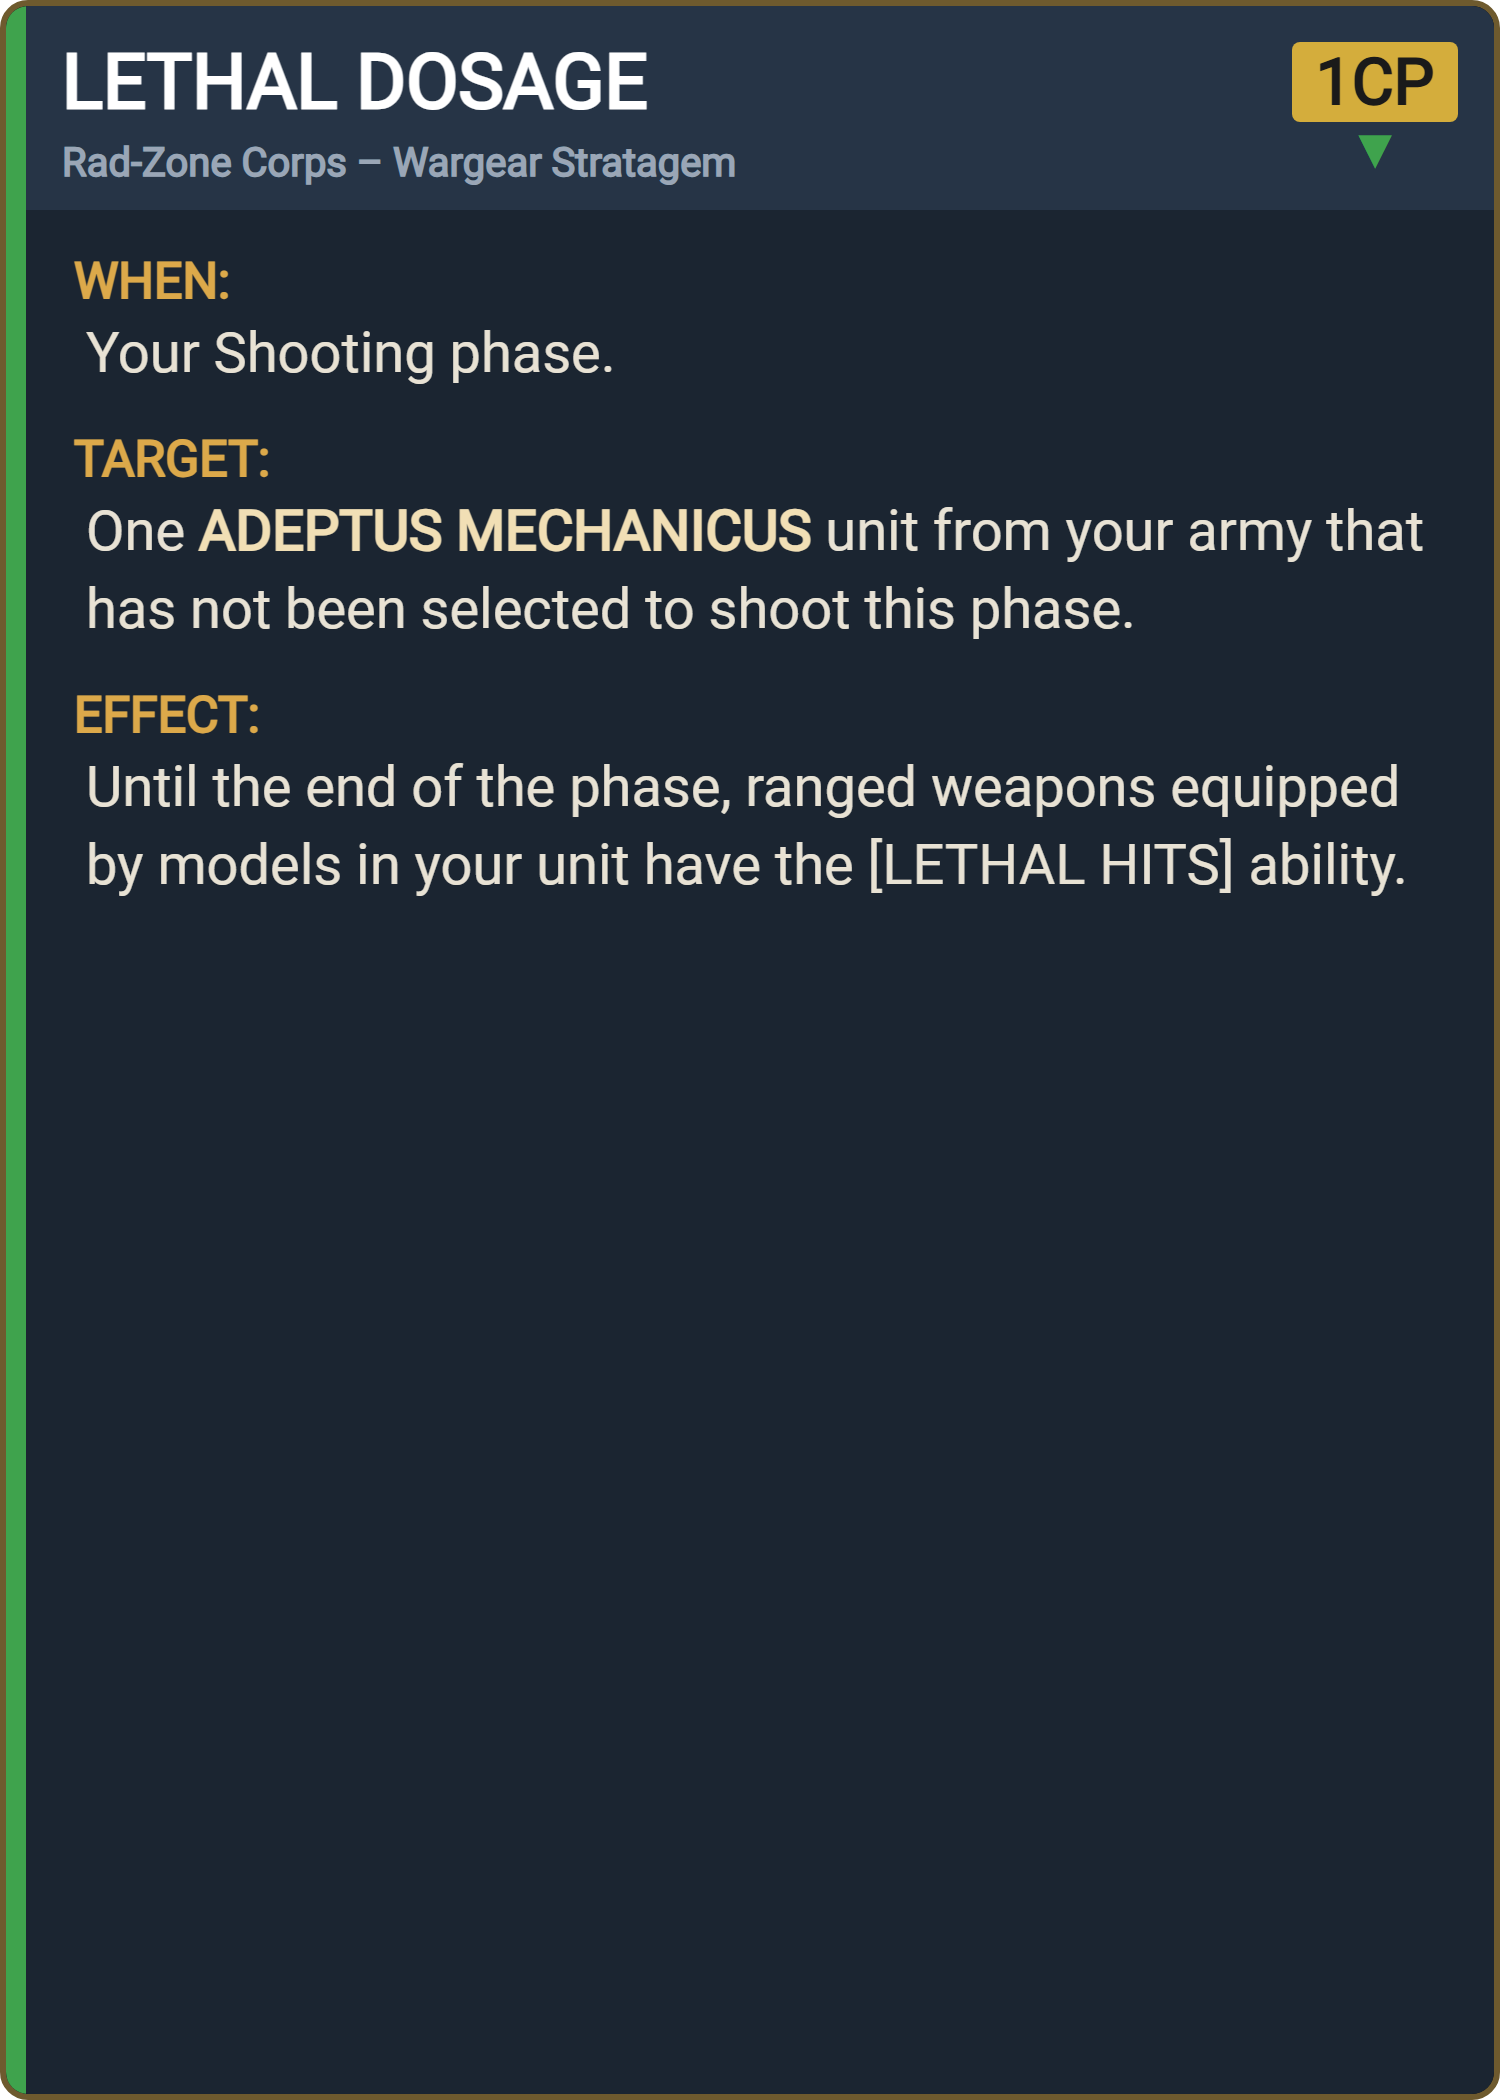 LETHAL DOSAGE
1CP
Rad-Zone Corps – Wargear Stratagem
WHEN:
Your Shooting phase.
TARGET:
One ADEPTUS MECHANICUS unit from your army that
has not been selected to shoot this phase.
EFFECT:
Until the end of the phase, ranged weapons equipped
by models in your unit have the [LETHAL HITS] ability.